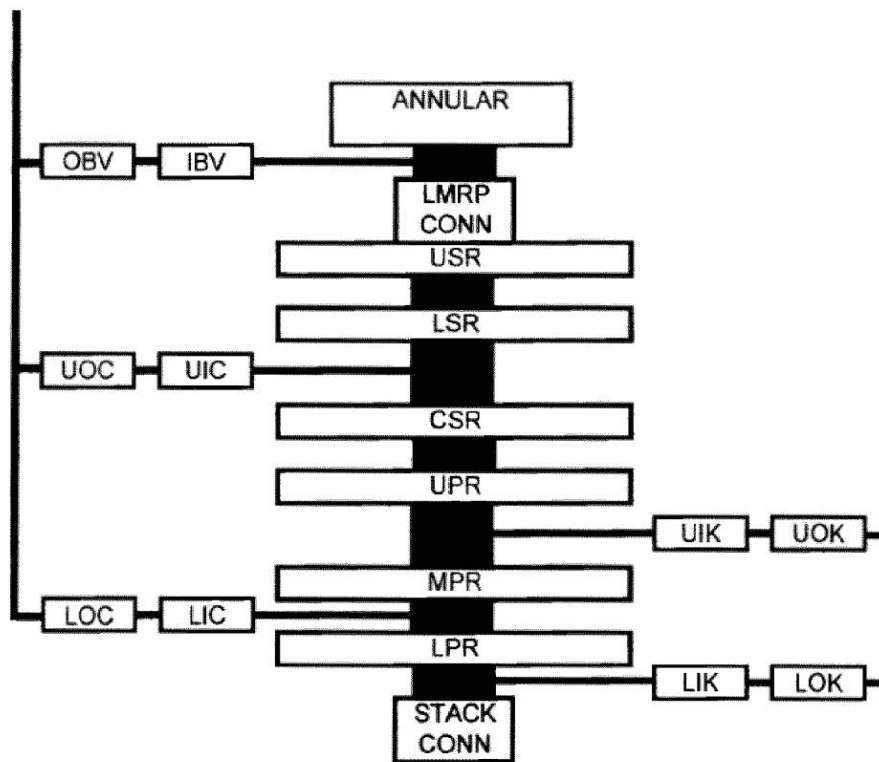 ANNULAR
OBV
IBV
LMRP
CONN
USR
LSR
UOC
UIC
CSR
UPR
UIK
UOK
MPR
LOC
LIC
LPR
LIK
LOK
STACK
CONN